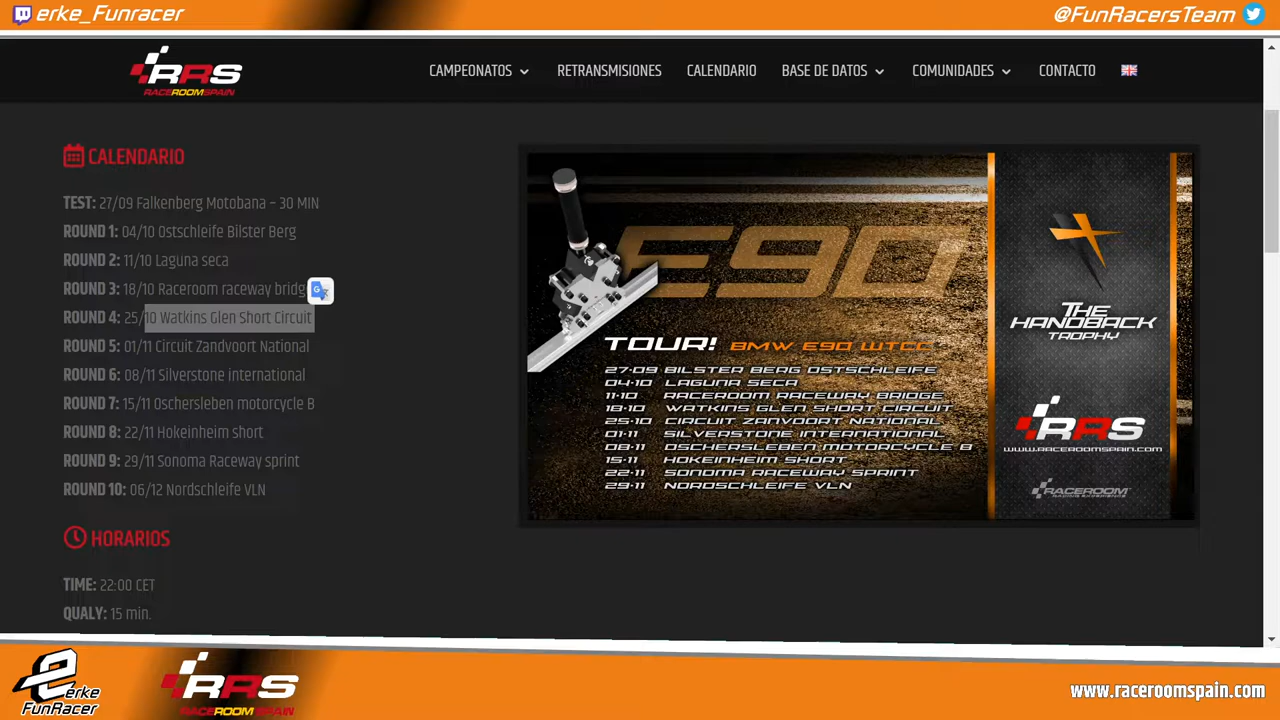 erke_Funracer
@FunRacersTeam
RRS
RACEROOMSPAIN
CAMPEONATOS
RETRANSMISIONES
CALENDARIO
BASE DE DATOS
COMUNIDADES
CONTACTO
CALENDARIO
TEST: 27/09 Falkenberg Motobana – 30 MIN
ROUND 1: 04/10 Ostschleife Bilster Berg
ROUND 2: 11/10 Laguna seca
ROUND 3: 18/10 Raceroom raceway bridg
ROUND 4: 25/10 Watkins Glen Short Circuit
ROUND 5: 01/11 Circuit Zandvoort National
ROUND 6: 08/11 Silverstone international
ROUND 7: 15/11 Oschersleben motorcycle B
ROUND 8: 22/11 Hokeinheim short
ROUND 9: 29/11 Sonoma Raceway sprint
ROUND 10: 06/12 Nordschleife VLN
HORARIOS
TIME: 22:00 CET
QUALY: 15 min.
E90
TOUR! BMW E90 WTCC
27-09 BILSTER BERG OSTSCHLEIFE
04-10 LAGUNA SECA
11-10 RACEROOM RACEWAY BRIDGE
18-10 WATKINS GLEN SHORT CIRCUIT
25-10 CIRCUIT ZANVOORT NATIONAL
01-11 SILVERSTONE INTERNATIONAL
08-11 OSCHERSLEBEN MOTORCYCLE B
15-11 HOKEINHEIM SHORT
22-11 SONOMA RACEWAY SPRINT
29-11 NORDSCHLEIFE VLN
THE
HANDBACK
TROPHY
RRS
WWW.RACEROOMSPAIN.COM
RACEROOM
RACING EXPERIENCE
erke
FunRacer
RRS
RACEROOM SPAIN
www.raceroomspain.com